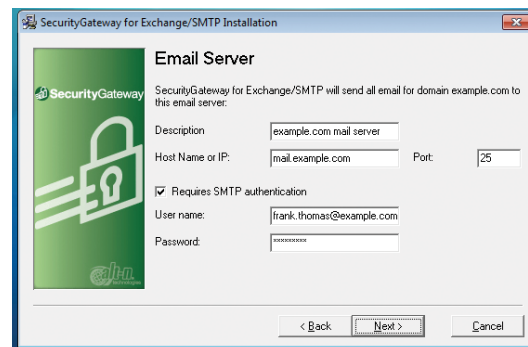 SecurityGateway for Exchange/SMTP Installation
SecurityGateway
Email Server
SecurityGateway for Exchange/SMTP will send all email for domain example.com to
this email server:
Description
example.com mail server
Host Name or IP:
mail.example.com
Port:
25
Requires SMTP authentication
User name:
frank.thomas@example.com
Password:
×××××××××
alt-n
technologies
< Back
Next >
Cancel